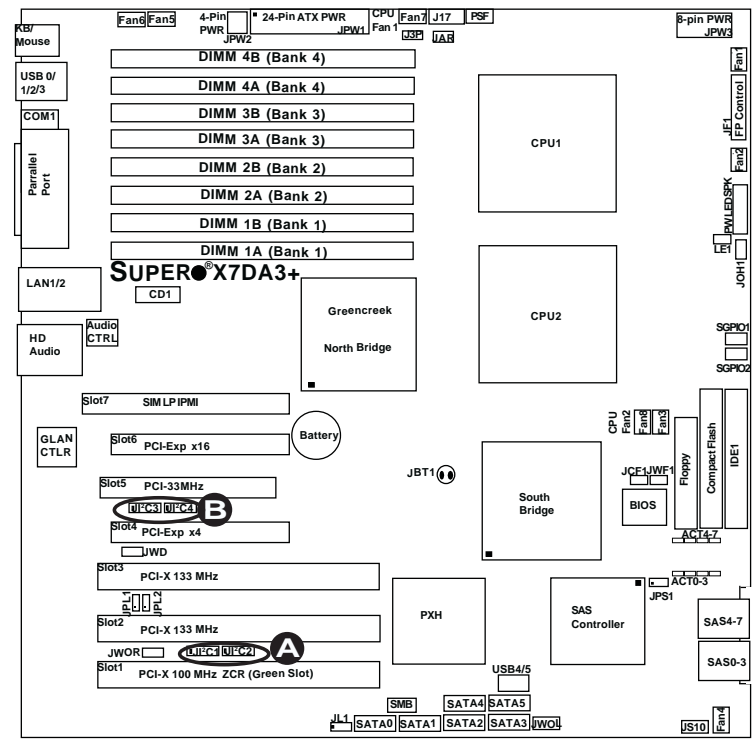 Fan6 Fan5 4-Pin PWR JPW2 24-Pin ATX PWR JPW1 CPU Fan 1 Fan7 J17 PSF
J3P JAR
8-pin PWR JPW3
KB/ Mouse
USB 0/ 1/2/3
COM1
Parrallel Port
LAN1/2
HD Audio
DIMM 4B (Bank 4)
DIMM 4A (Bank 4)
DIMM 3B (Bank 3)
DIMM 3A (Bank 3)
DIMM 2B (Bank 2)
DIMM 2A (Bank 2)
DIMM 1B (Bank 1)
DIMM 1A (Bank 1)
SUPER●®X7DA3+
CD1
Audio CTRL
Greencreek
North Bridge
CPU1
CPU2
Fan1
JF1 FP Control
Fan2
PWLEDSPK
LE1
JOH1
SGPIO1
SGPIO2
Slot7 SIMLP IPMI
Slot6 PCI-Exp x16
GLAN CTLR
Battery
Slot5 PCI-33MHz
JI²C3 JI²C4 B
Slot4 PCI-Exp x4
JWD
Slot3 PCI-X 133 MHz
JPL1 JPL2
Slot2 PCI-X 133 MHz
JWOR JI²C1 JI²C2 A
Slot1 PCI-X 100 MHz ZCR (Green Slot)
JBT1
South Bridge
CPU Fan2 Fan8 Fan3
JCF1 JWF1
BIOS
Floppy
Compact Flash
IDE1
ACT4-7
ACT0-3
JPS1
PXH
SAS Controller
SAS4-7
SAS0-3
USB4/5
SMB SATA4 SATA5
JL1 SATA0 SATA1 SATA2 SATA3 JWOL
JS10 Fan4